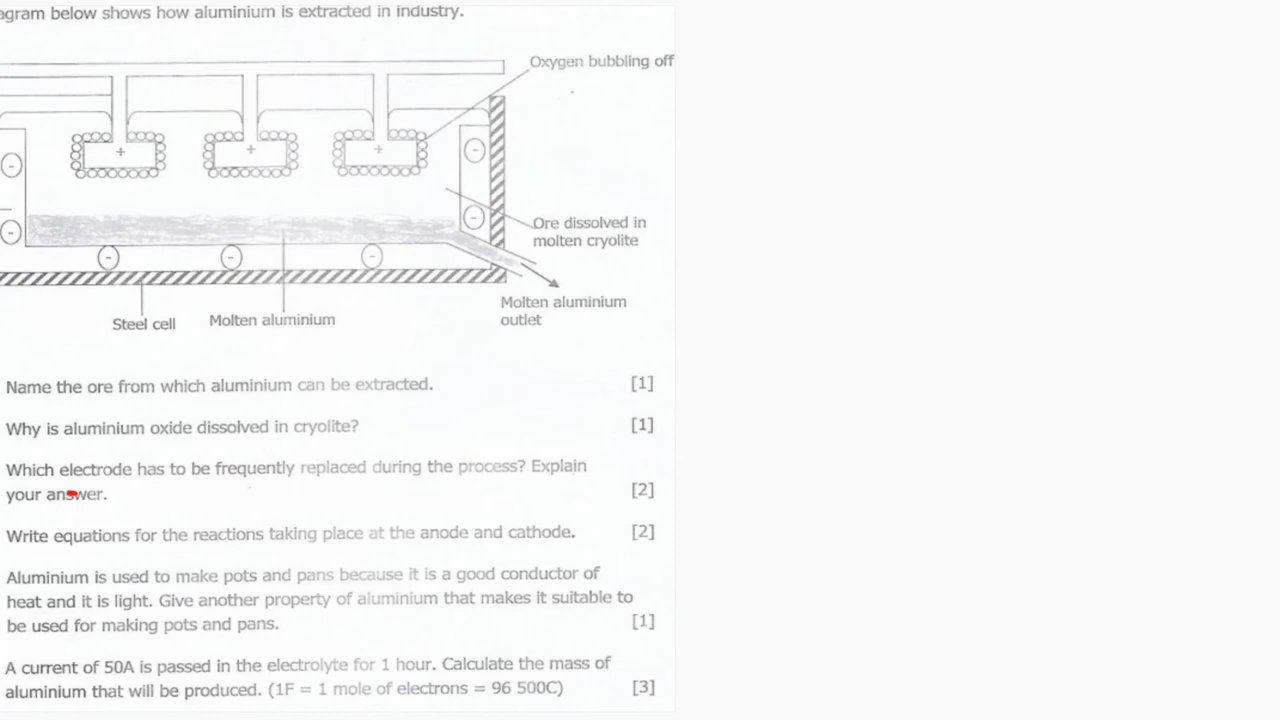 agram below shows how aluminium is extracted in industry.
Oxygen bubbling off
+
+
+
-
-
-
-
Ore dissolved in
molten cryolite
-
-
-
Molten aluminium
outlet
Steel cell
Molten aluminium
Name the ore from which aluminium can be extracted. [1]
Why is aluminium oxide dissolved in cryolite? [1]
Which electrode has to be frequently replaced during the process? Explain
your answer. [2]
Write equations for the reactions taking place at the anode and cathode. [2]
Aluminium is used to make pots and pans because it is a good conductor of
heat and it is light. Give another property of aluminium that makes it suitable to
be used for making pots and pans. [1]
A current of 50A is passed in the electrolyte for 1 hour. Calculate the mass of
aluminium that will be produced. (1F = 1 mole of electrons = 96 500C) [3]